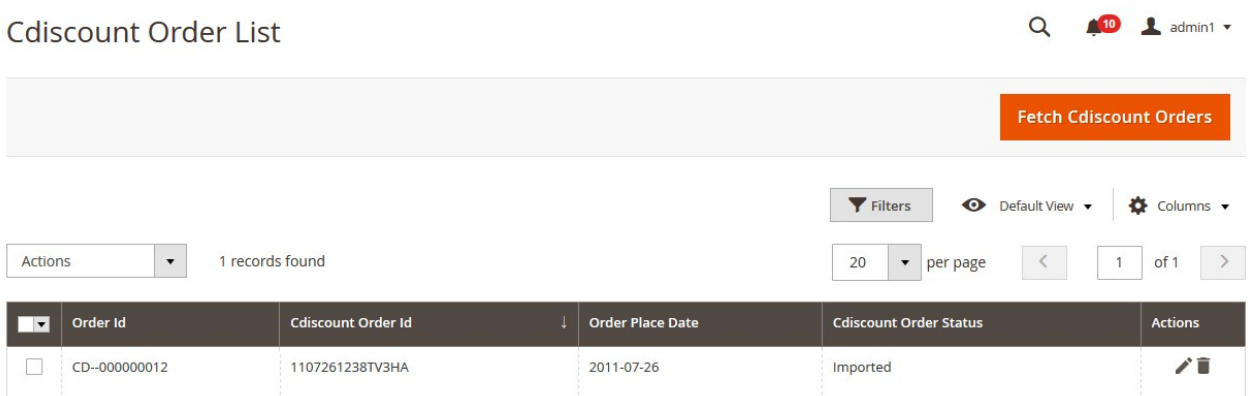 Cdiscount Order List
10
admin1
Fetch Cdiscount Orders
Filters
Default View
Columns
Actions
1 records found
20
per page
1
of 1
Order Id
Cdiscount Order Id
Order Place Date
Cdiscount Order Status
Actions
CD--000000012
1107261238TV3HA
2011-07-26
Imported